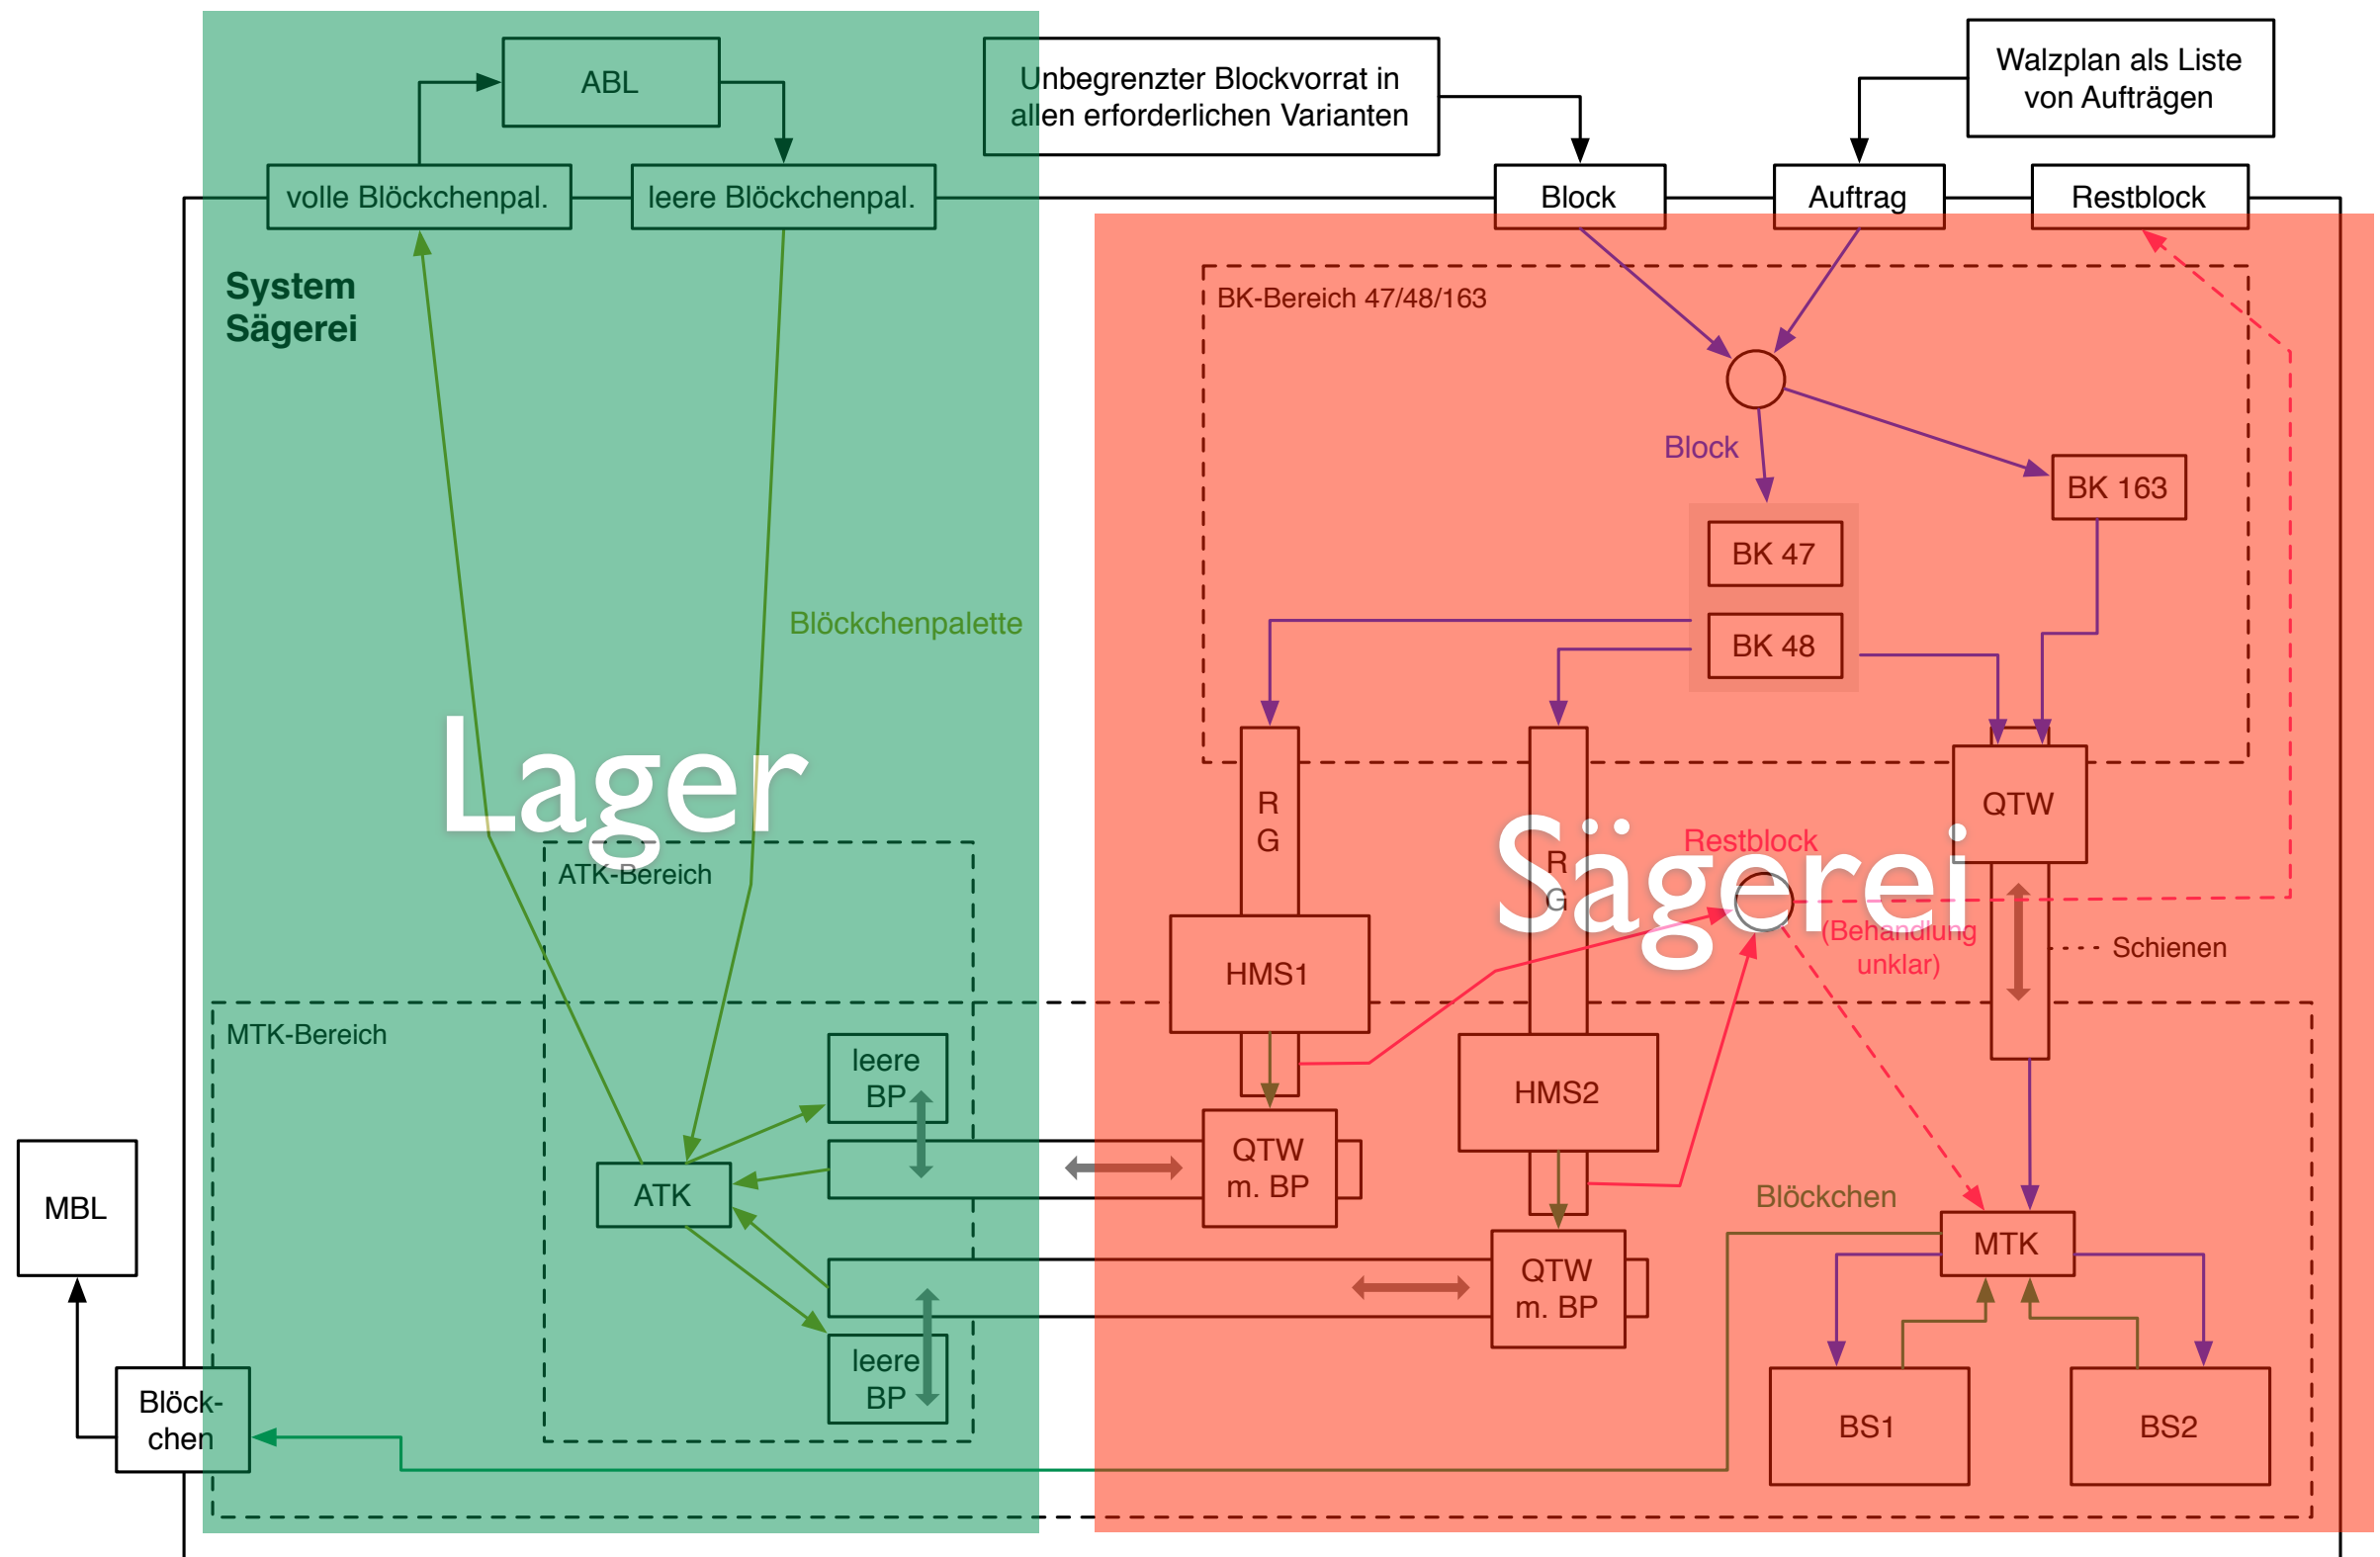 ABL
Unbegrenzter Blockvorrat in
allen erforderlichen Varianten
Walzplan als Liste
von Aufträgen
volle Blöckchenpal.
leere Blöckchenpal.
Block
Auftrag
Restblock
System
Sägerei
BK-Bereich 47/48/163
Block
BK 163
BK 47
BK 48
Blöckchenpalette
Lager
R
G
R
G
QTW
Sägerei
Restblock
(Behandlung
unklar)
Schienen
ATK-Bereich
HMS1
MTK-Bereich
leere
BP
HMS2
QTW
m. BP
ATK
MBL
Blöckchen
MTK
QTW
m. BP
leere
BP
Blöck-
chen
BS1
BS2